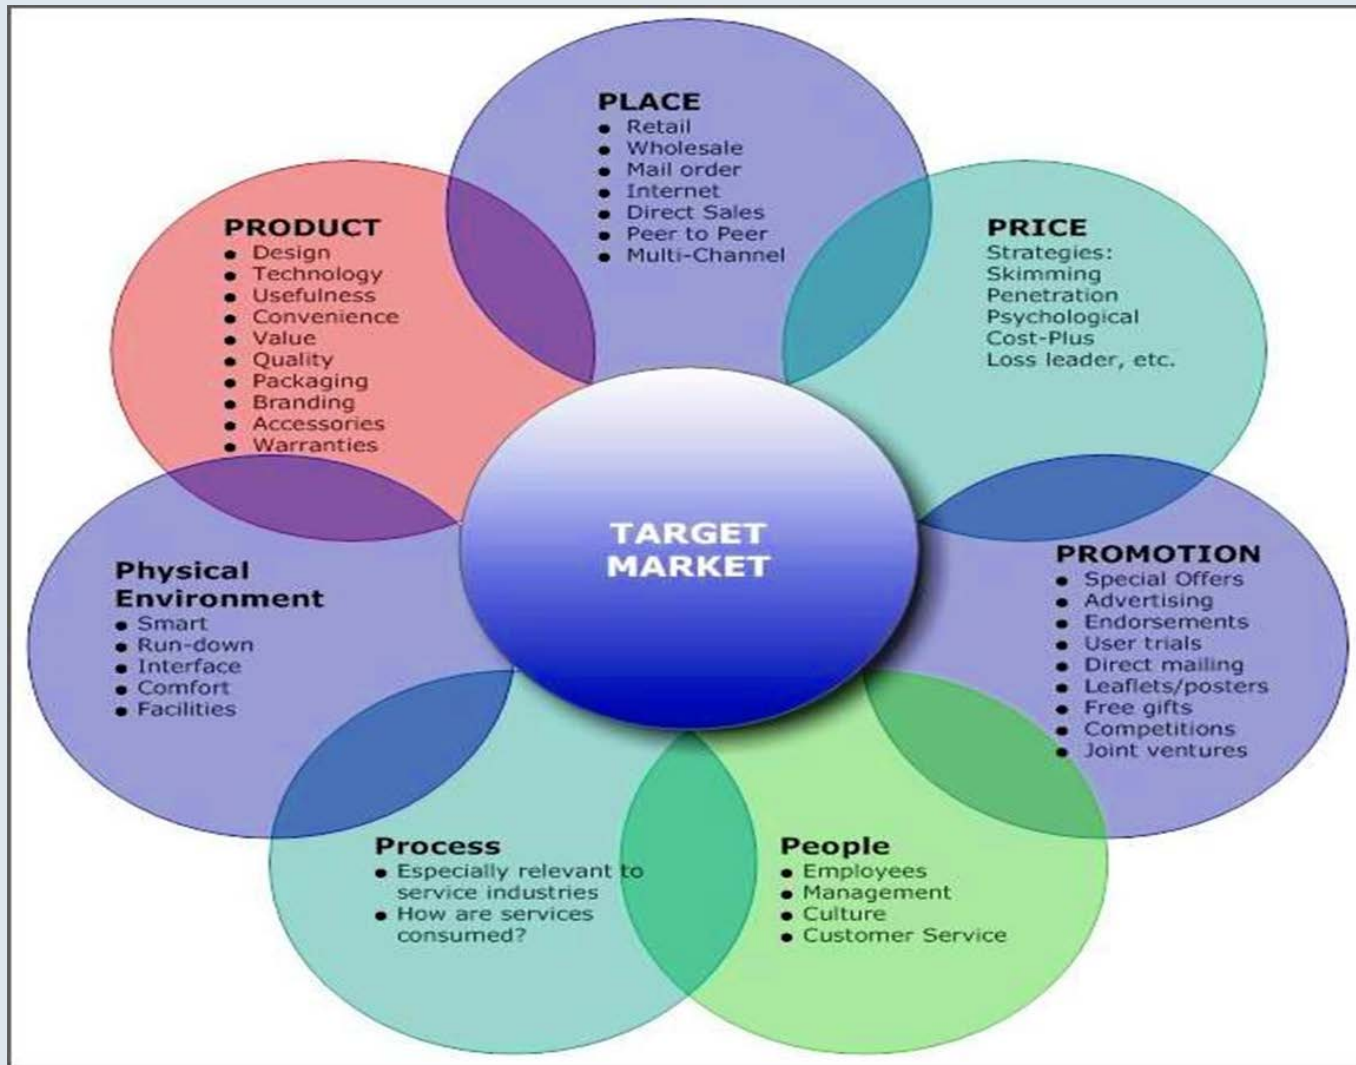 PLACE
● Retail
● Wholesale
● Mail order
● Internet
● Direct Sales
● Peer to Peer
● Multi-Channel
PRODUCT
● Design
● Technology
● Usefulness
● Convenience
● Value
● Quality
● Packaging
● Branding
● Accessories
● Warranties
PRICE
Strategies:
Skimming
Penetration
Psychological
Cost-Plus
Loss leader, etc.
TARGET
MARKET
Physical
Environment
● Smart
● Run-down
● Interface
● Comfort
● Facilities
PROMOTION
● Special Offers
● Advertising
● Endorsements
● User trials
● Direct mailing
● Leaflets/posters
● Free gifts
● Competitions
● Joint ventures
Process
● Especially relevant to
service industries
● How are services
consumed?
People
● Employees
● Management
● Culture
● Customer Service